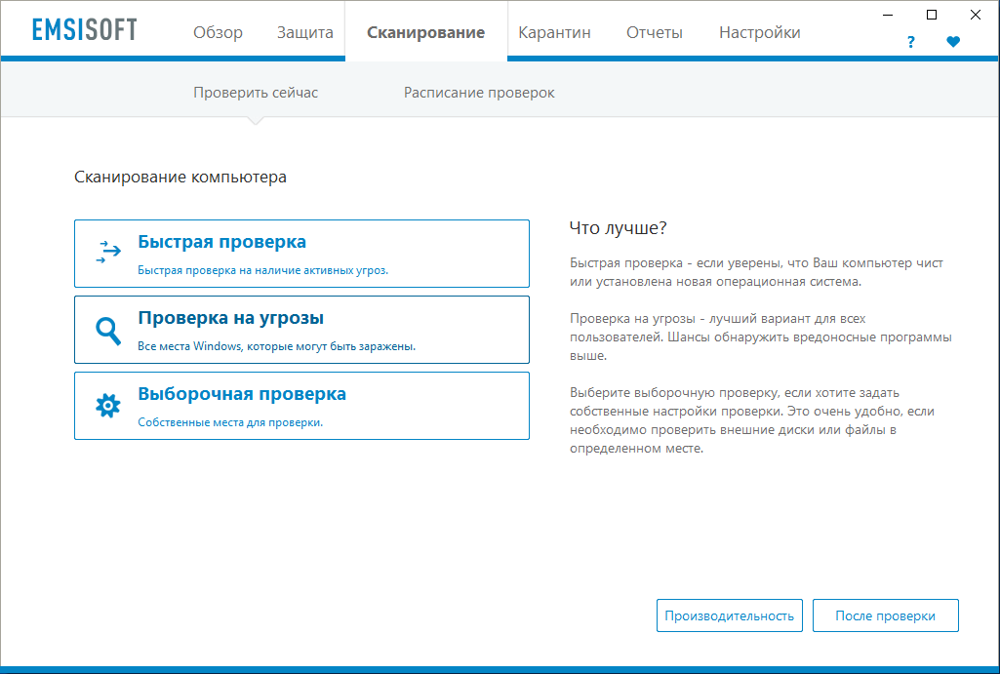 EMSISOFT
Обзор Защита Сканирование Карантин Отчеты Настройки
?
Проверить сейчас Расписание проверок
Сканирование компьютера
Быстрая проверка
Быстрая проверка на наличие активных угроз.
Проверка на угрозы
Все места Windows, которые могут быть заражены.
Выборочная проверка
Собственные места для проверки.
Что лучше?
Быстрая проверка - если уверены, что Ваш компьютер чист
или установлена новая операционная система.
Проверка на угрозы - лучший вариант для всех
пользователей. Шансы обнаружить вредоносные программы
выше.
Выберите выборочную проверку, если хотите задать
собственные настройки проверки. Это очень удобно, если
необходимо проверить внешние диски или файлы в
определенном месте.
Производительность После проверки